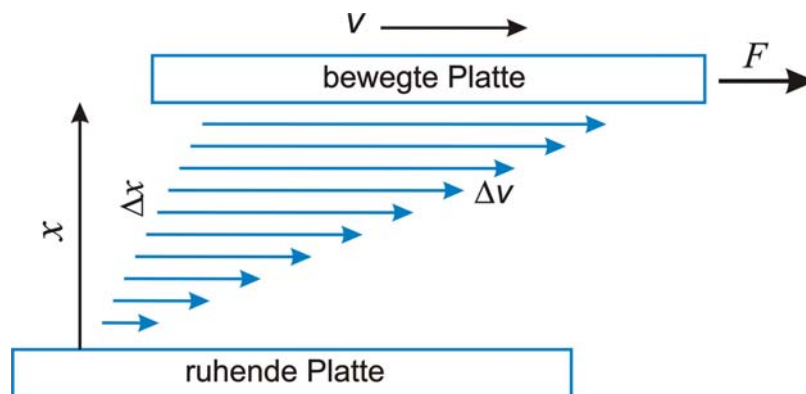 v
bewegte Platte
F
Δx
Δv
x
ruhende Platte